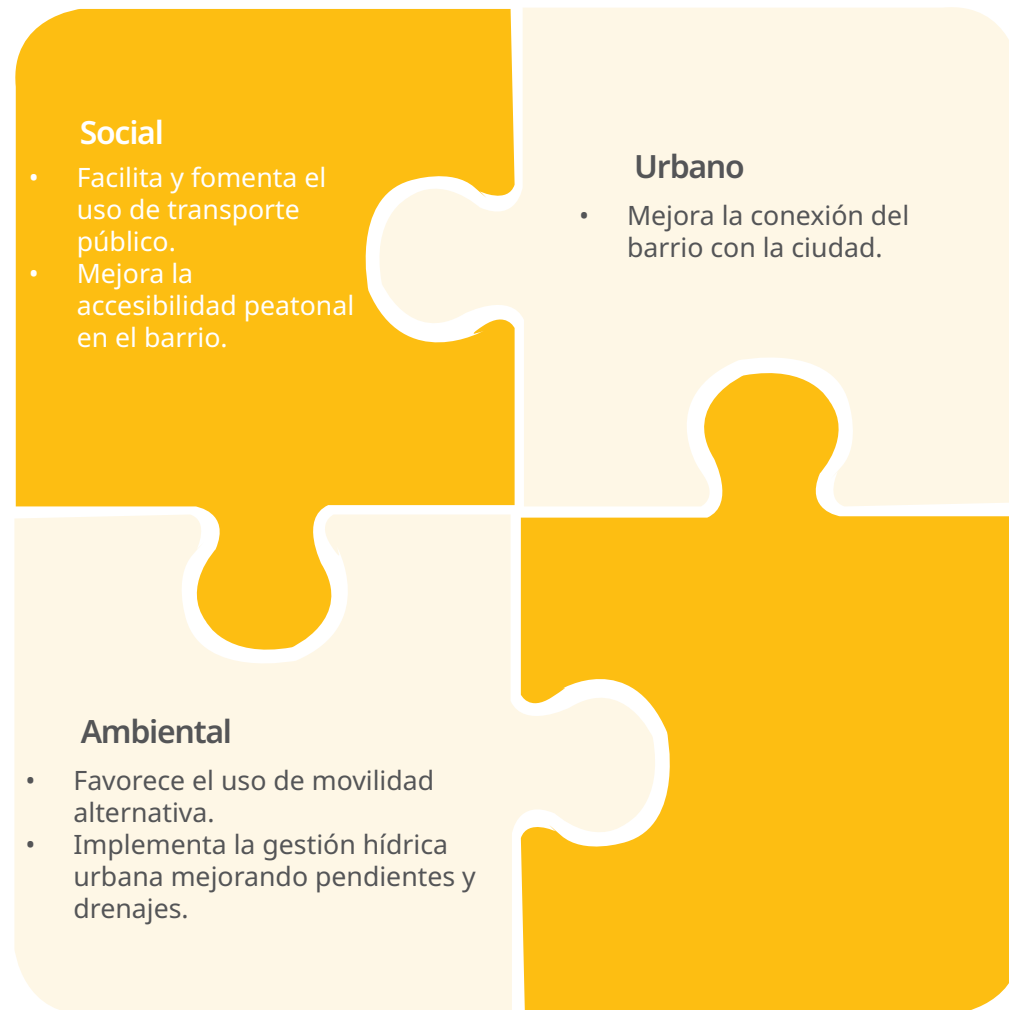 Social
• Facilita y fomenta el
uso de transporte
público.
• Mejora la
accesibilidad peatonal
en el barrio.
Urbano
• Mejora la conexión del
barrio con la ciudad.
Ambiental
• Favorece el uso de movilidad
alternativa.
• Implementa la gestión hídrica
urbana mejorando pendientes y
drenajes.